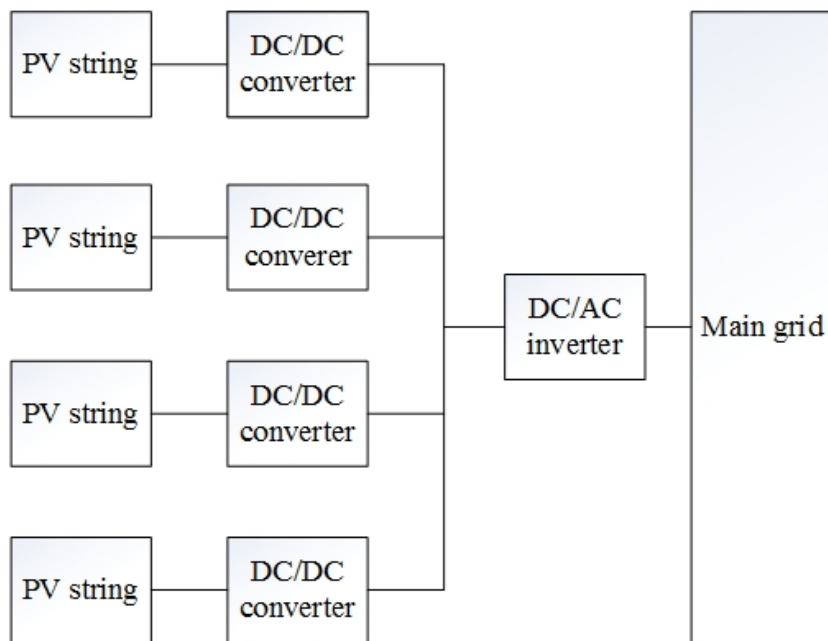 PV string
DC/DC
converter
PV string
DC/DC
converer
DC/AC
inverter
Main grid
PV string
DC/DC
converter
PV string
DC/DC
converter